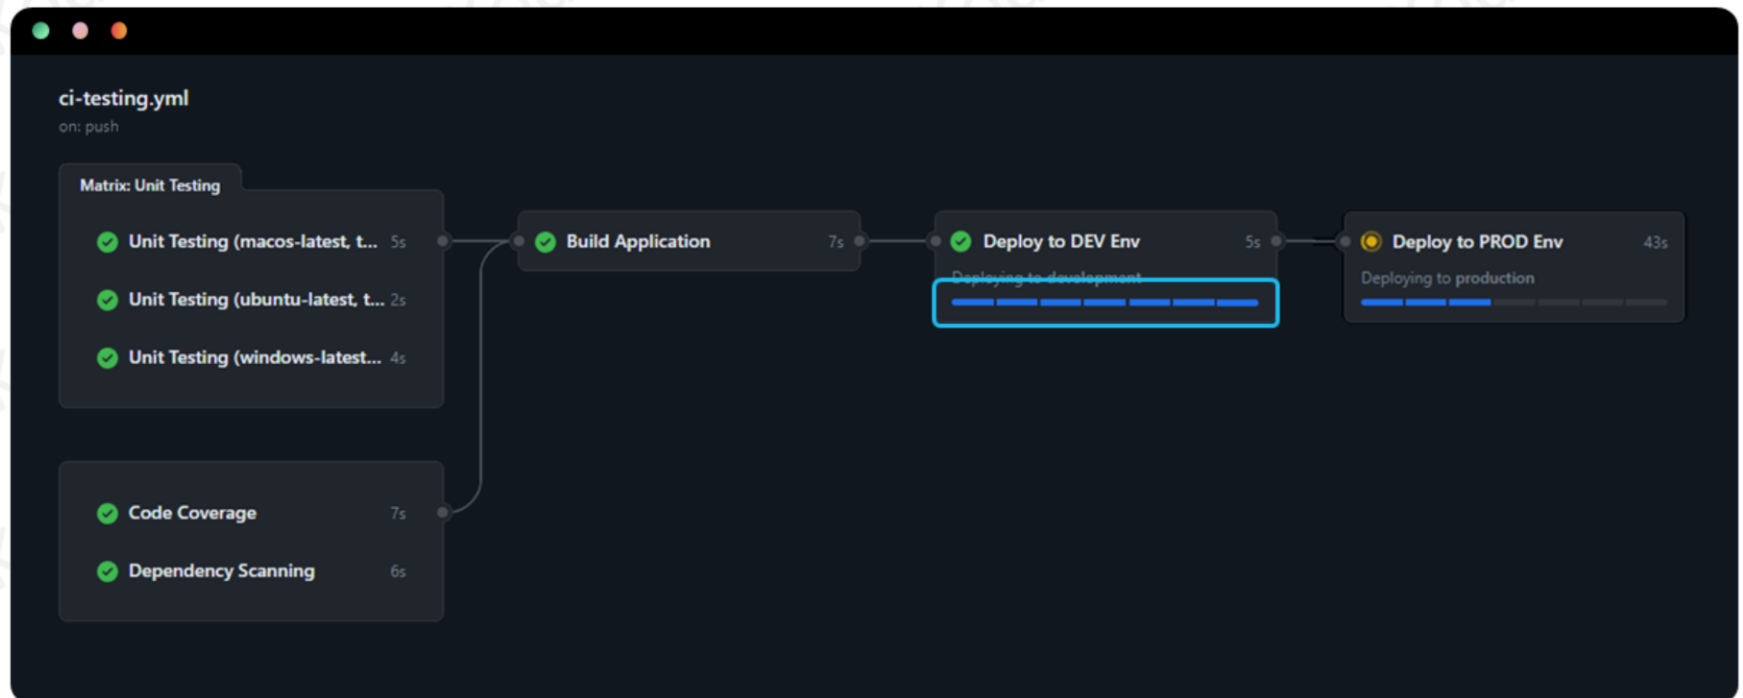 ci-testing.yml
on: push
Matrix: Unit Testing
Unit Testing (macos-latest, t... 5s
Unit Testing (ubuntu-latest, t... 2s
Unit Testing (windows-latest... 4s
Code Coverage 7s
Dependency Scanning 6s
Build Application 7s
Deploy to DEV Env 5s
Deploying to development
Deploy to PROD Env 43s
Deploying to production